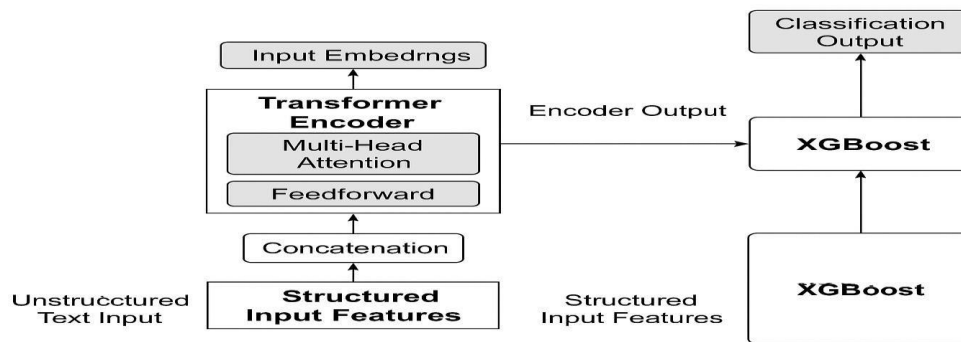 Classification
Output
Input Embedrngs
Transformer
Encoder
Multi-Head
Attention
Feedforward
Encoder Output
XGBoost
Concatenation
Unstrucctured
Text Input
Structured
Input Features
Structured
Input Features
XGBoost